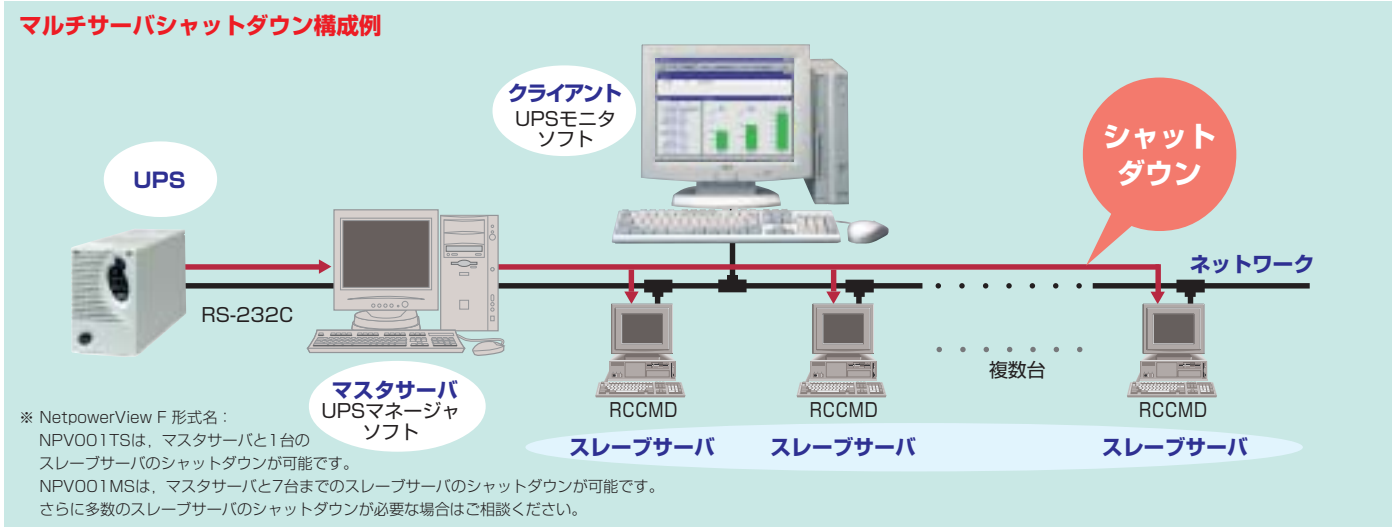 マルチサーバシャットダウン構成例
クライアント
UPSモニタ
ソフト
シャット
ダウン
UPS
ネットワーク
RS-232C
複数台
マスタサーバ
UPSマネージャ
ソフト
RCCMD
RCCMD
RCCMD
スレーブサーバ
スレーブサーバ
スレーブサーバ
※ NetpowerView F 形式名：
NPV001TSは，マスタサーバと1台の
スレーブサーバのシャットダウンが可能です。
NPV001MSは，マスタサーバと7台までのスレーブサーバのシャットダウンが可能です。
さらに多数のスレーブサーバのシャットダウンが必要な場合はご相談ください。